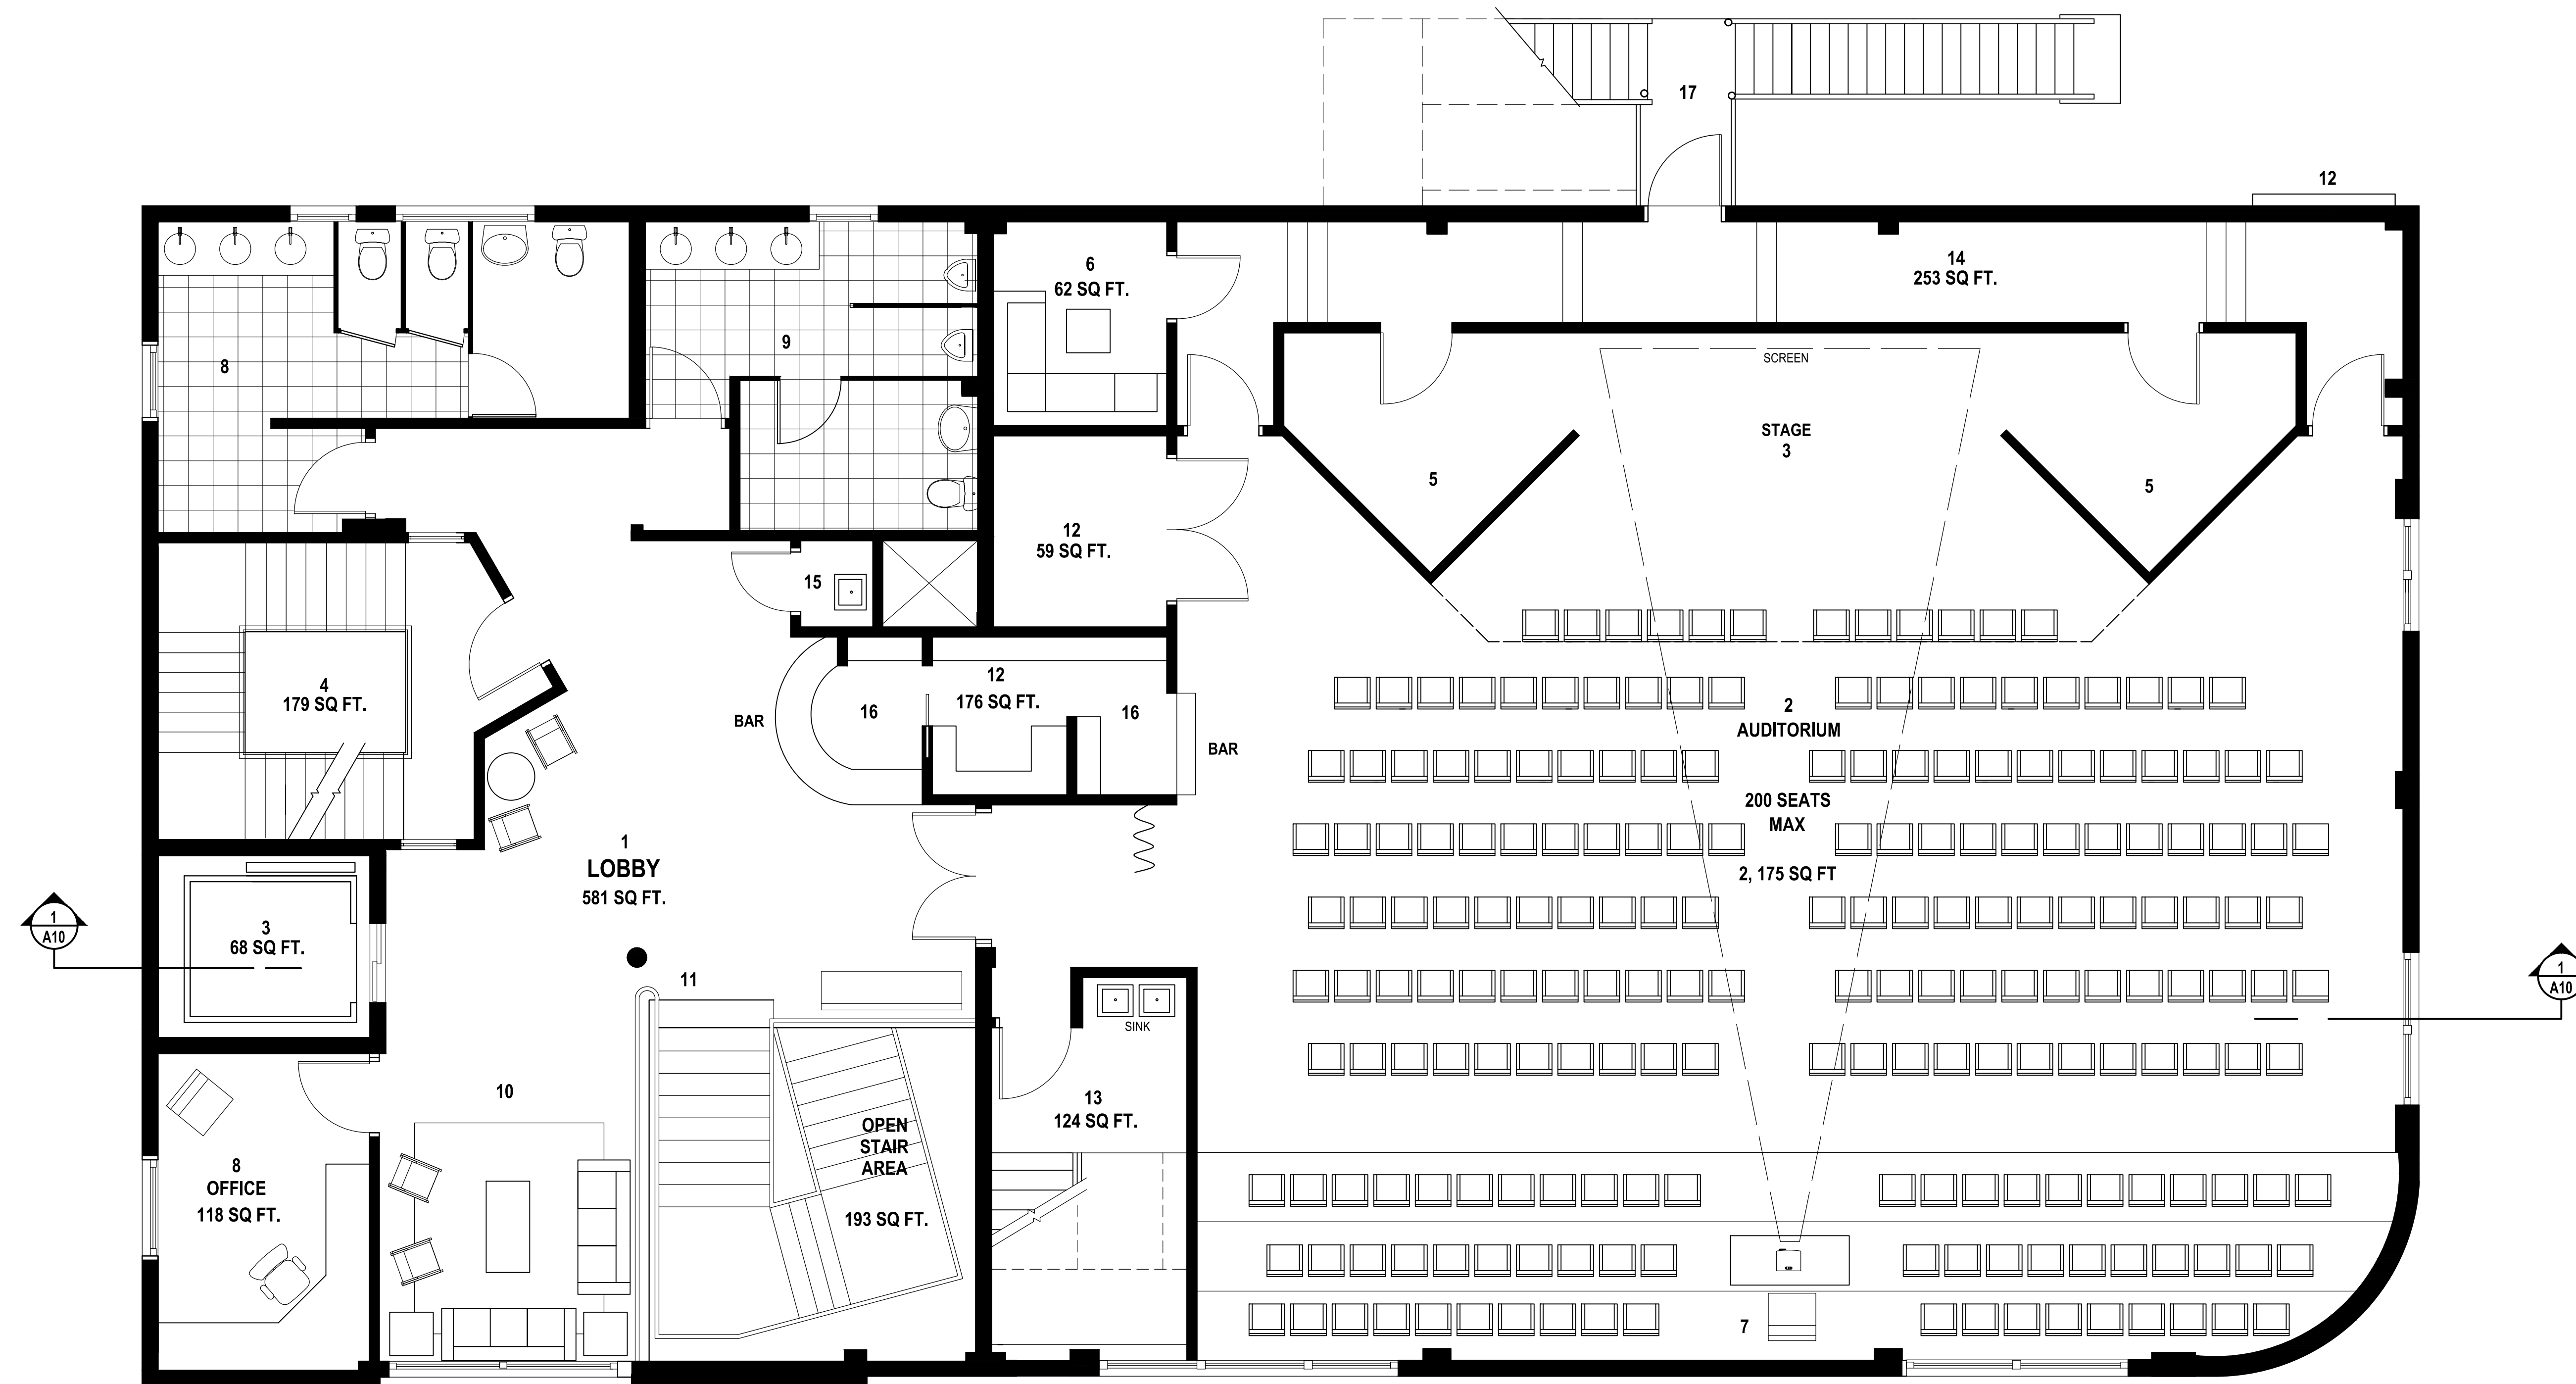 17
12
6
62 SQ FT.
14
253 SQ FT.
9
8
SCREEN
STAGE
3
5
5
12
59 SQ FT.
15
4
179 SQ FT.
12
176 SQ FT.
16
16
BAR
BAR
2
AUDITORIUM
200 SEATS
MAX
2, 175 SQ FT
1
LOBBY
581 SQ FT.
1
A10
3
68 SQ FT.
11
1
A10
SINK
10
13
124 SQ FT.
OPEN
STAIR
AREA
193 SQ FT.
8
OFFICE
118 SQ FT.
7